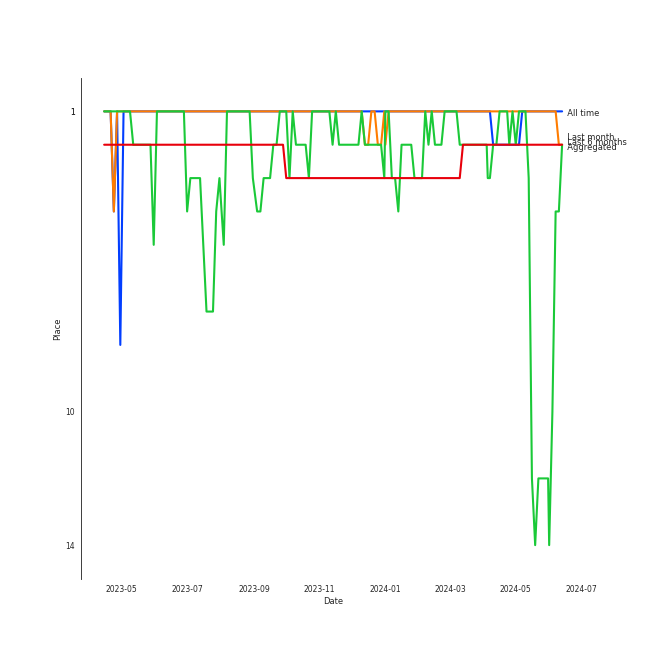 1
All time
Last month
Last 6 months
Aggregated
Place
10
14
2023-05
2023-07
2023-09
2023-11
2024-01
2024-03
2024-05
2024-07
Date